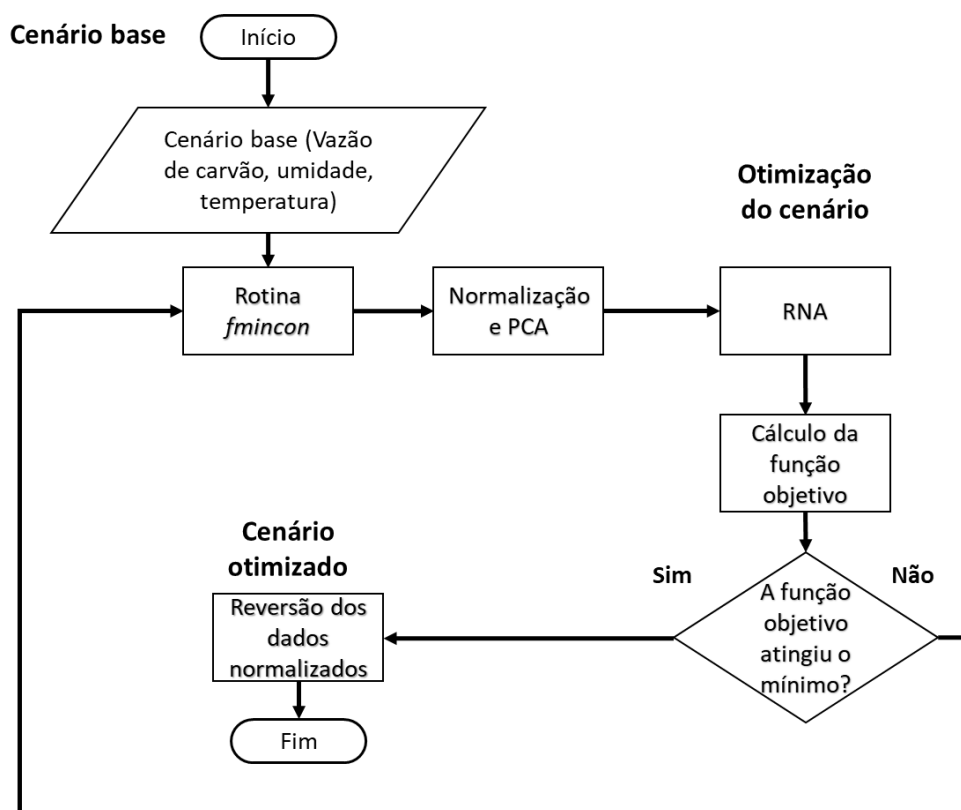 Cenário base
Início
Cenário base (Vazão
de carvão, umidade,
temperatura)
Otimização
do cenário
Rotina
fmincon
Normalização
e PCA
RNA
Cálculo da
função
objetivo
Sim
Não
A função
objetivo
atingiu o
mínimo?
Cenário
otimizado
Reversão dos
dados
normalizados
Fim